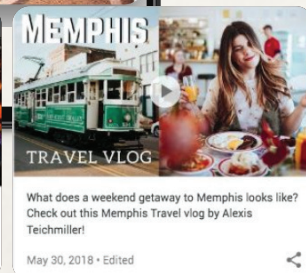 MEMPHIS
TRAVEL VLOG
What does a weekend getaway to Memphis looks like?
Check out this Memphis Travel vlog by Alexis
Teichmiller!
May 30, 2018 • Edited